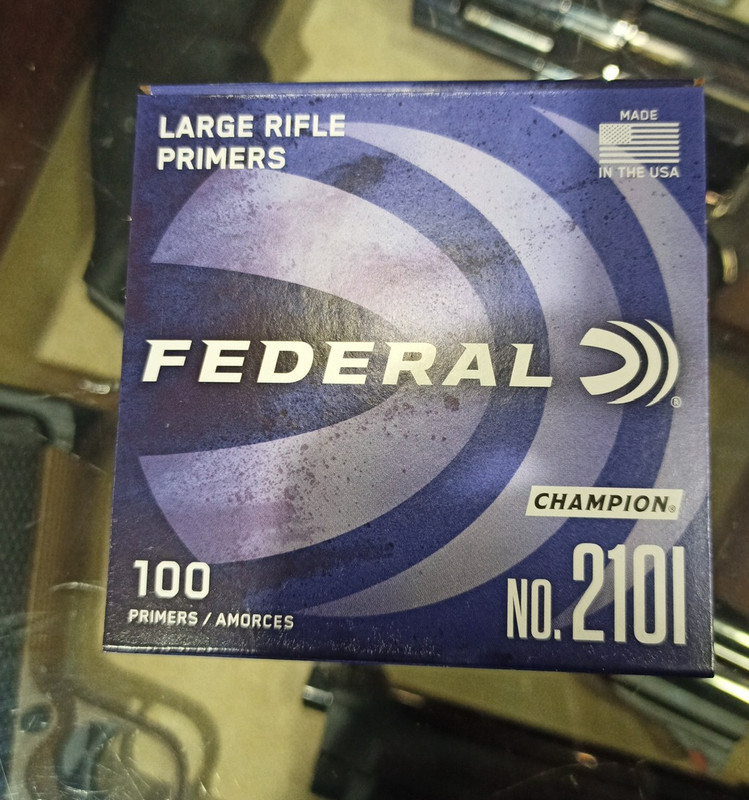 LARGE RIFLE
PRIMERS
MADE
IN THE USA
FEDERAL
®
CHAMPION®
100
PRIMERS / AMORCES
NO. 210I